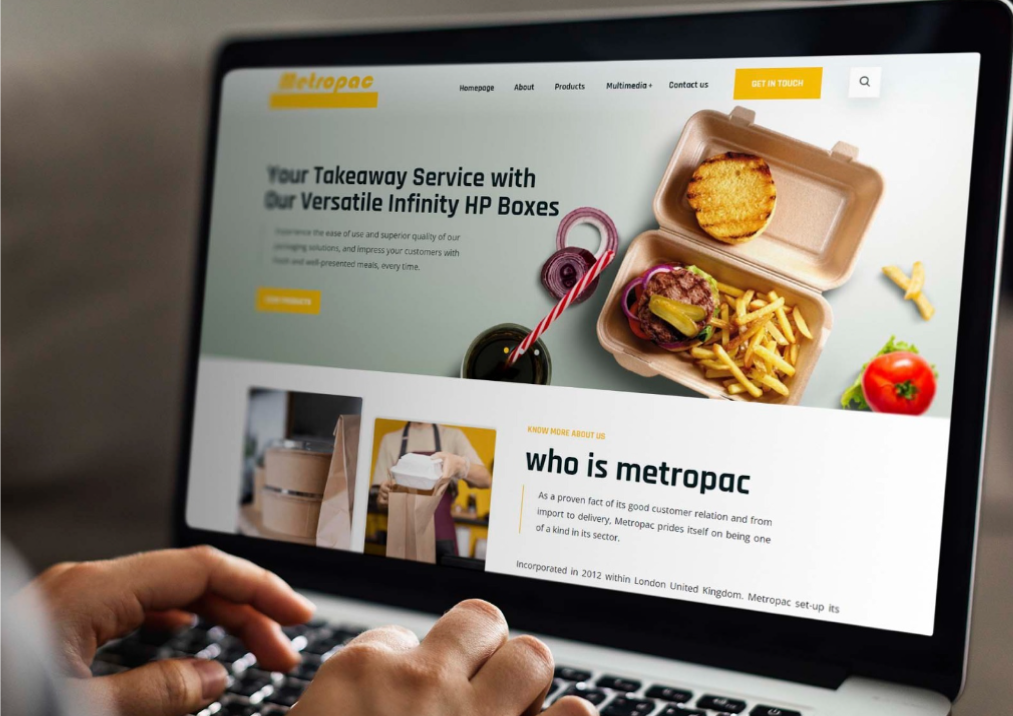 Metropac
Homepage About Products Multimedia + Contact us GET IN TOUCH
Your Takeaway Service with
Our Versatile Infinity HP Boxes
Experience the ease of use and superior quality of our
packaging solutions, and impress your customers with
and well-presented meals, every time.
PRODUCTS
KNOW MORE ABOUT US
who is metropac
As a proven fact of its good customer relation and from
import to delivery, Metropac prides itself on being one
of a kind in its sector.
Incorporated in 2012 within London United Kingdom. Metropac set-up its